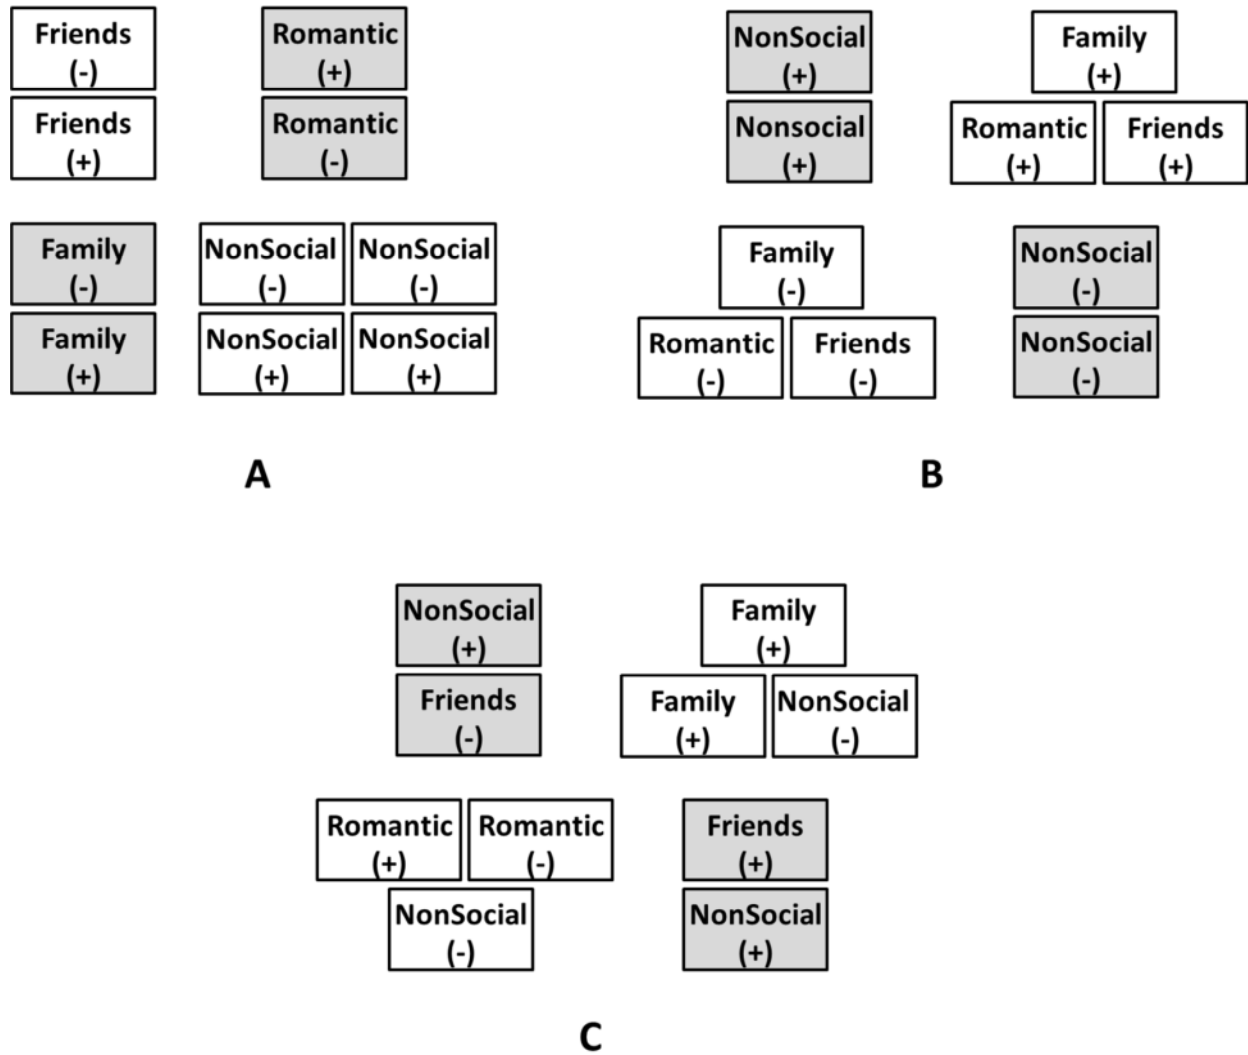 Friends
(-)
Friends
(+)
Romantic
(+)
Romantic
(-)
Family
(-)
Family
(+)
NonSocial
(-)
NonSocial
(-)
NonSocial
(+)
NonSocial
(+)
A
NonSocial
(+)
Nonsocial
(+)
Family
(+)
Romantic
(+)
Friends
(+)
Family
(-)
Romantic
(-)
Friends
(-)
NonSocial
(-)
NonSocial
(-)
B
NonSocial
(+)
Friends
(-)
Family
(+)
Family
(+)
NonSocial
(-)
Romantic
(+)
Romantic
(-)
NonSocial
(-)
Friends
(+)
NonSocial
(+)
C